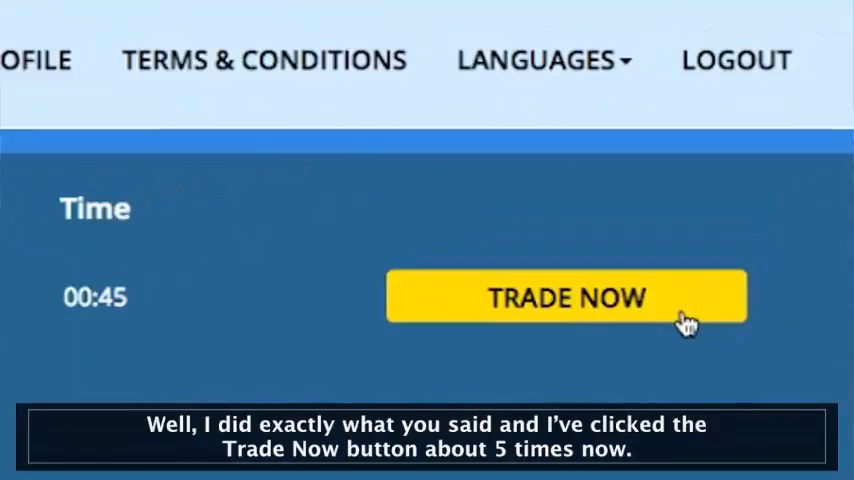 OFILE TERMS & CONDITIONS LANGUAGES LOGOUT
Time
00:45 TRADE NOW
Well, I did exactly what you said and I've clicked the
Trade Now button about 5 times now.